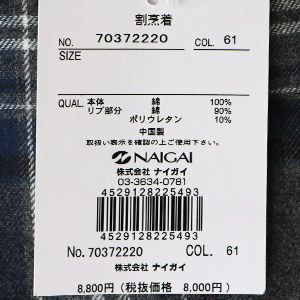 割烹着
NO. 70372220 COL. 61
SIZE
QUAL. 本体 綿 100%
リブ部分 綿 90%
ポリウレタン 10%
中国製
取扱い表示を確認の上ご使用下さい。
NAIGAI
株式会社 ナイガイ
03-3634-0781
4529128225493
4529128225493
No. 70372220 COL. 61
株式会社 ナイガイ
8,800円(税抜価格 8,000円)